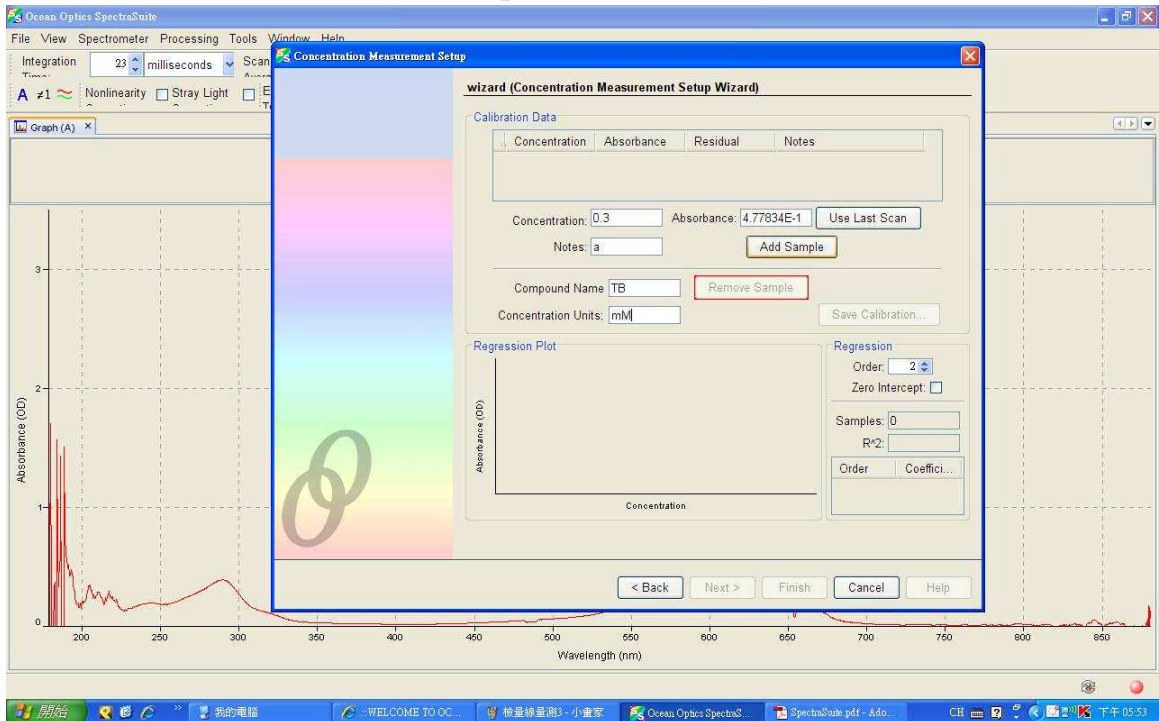 Ocean Optics SpectraSuite
File View Spectrometer Processing Tools Window Help
Integration 23 milliseconds Scan
A ≠1 Nonlinearity Stray Light E
Graph (A) ×
Concentration Measurement Setup
wizard (Concentration Measurement Setup Wizard)
Calibration Data
.. Concentration Absorbance Residual Notes
Concentration: 0.3 Absorbance: 4.77834E-1 Use Last Scan
Notes: a Add Sample
Compound Name TB Remove Sample
Concentration Units: mM Save Calibration...
Regression Plot
Absorbance (OD)
Concentration
Regression
Order: 2
Zero Intercept:
Samples: 0
R^2:
Order Coeffici...
< Back Next > Finish Cancel Help
Absorbance (OD)
3
2
1
0
200 250 300 350 400 450 500 550 600 650 700 750 800 850
Wavelength (nm)
開始 " 我的電腦 ::WELCOME TO OC... 檢量線量測3 - 小畫家 Ocean Optics SpectraS... SpectraSuite pdf - Ado... CH 下午 05:53